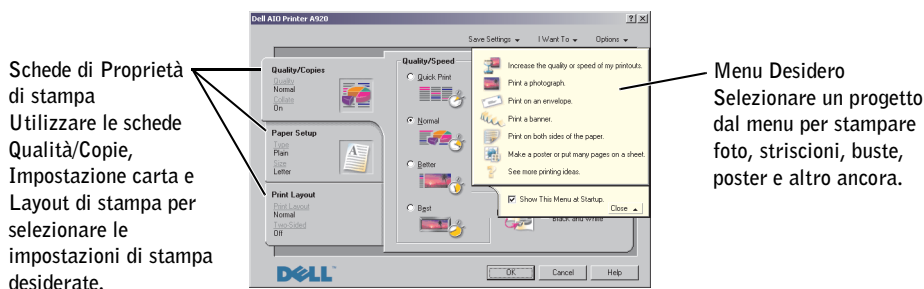 Schede di Proprietà
di stampa
Utilizzare le schede
Qualità/Copie,
Impostazione carta e
Layout di stampa per
selezionare le
impostazioni di stampa
desiderate.
Dell AIO Printer A920
Save Settings
I Want To
Options
Quality/Copies
Quality
Normal
Collate
On
Paper Setup
Type
Plain
Size
Letter
Print Layout
Print Layout
Normal
Two-Sided
Off
Quality/Speed
Quick Print
Normal
Better
Best
Increase the quality or speed of my printouts.
Print a photograph.
Print on an envelope.
Print a banner.
Print on both sides of the paper.
Make a poster or put many pages on a sheet.
See more printing ideas.
Show This Menu at Startup.
Close
Black and White
DELL
OK
Cancel
Help
Menu Desidero
Selezionare un progetto
dal menu per stampare
foto, striscioni, buste,
poster e altro ancora.